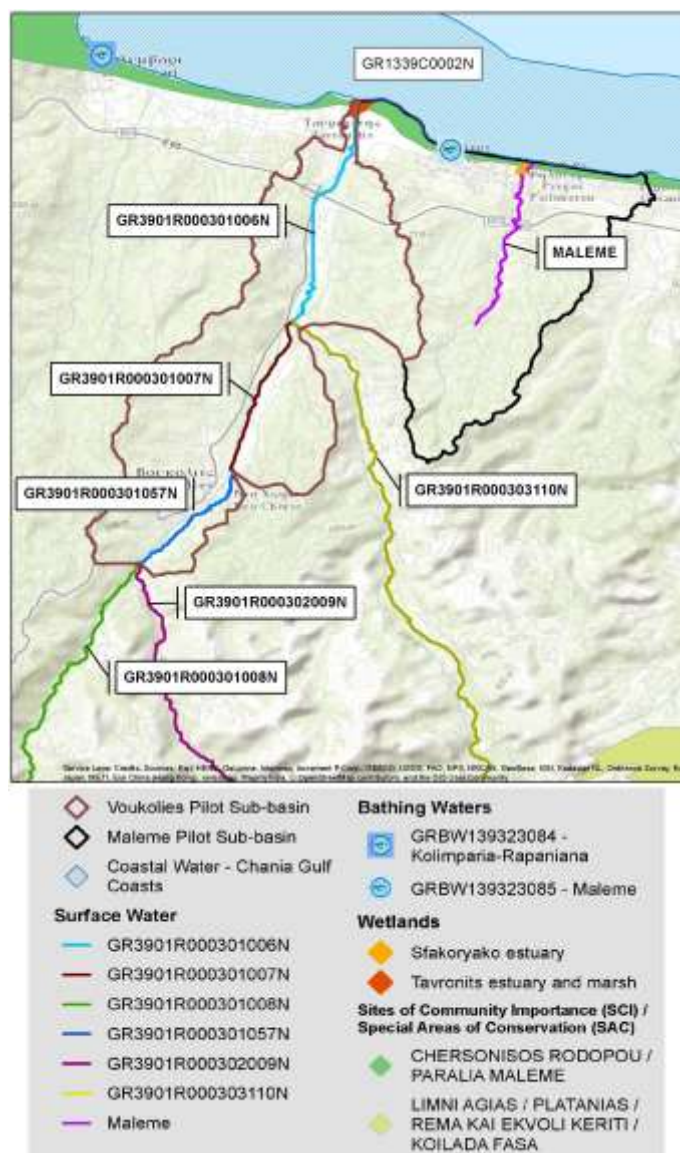 GR1339C0002N
GR3901R000301006N
MALEME
GR3901R000301007N
GR3901R000301057N
GR3901R000303110N
GR3901R000302009N
GR3901R000301008N
Voukolies Pilot Sub-basin
Maleme Pilot Sub-basin
Coastal Water - Chania Gulf
Coasts
Surface Water
GR3901R000301006N
GR3901R000301007N
GR3901R000301008N
GR3901R000301057N
GR3901R000302009N
GR3901R000303110N
Maleme
Bathing Waters
GRBW139323084 -
Kolimparia-Rapaniana
GRBW139323085 - Maleme
Wetlands
Sfakoryako estuary
Tavronits estuary and marsh
Sites of Community Importance (SCI) /
Special Areas of Conservation (SAC)
CHERSONISOS RODOPOU /
PARALIA MALEME
LIMNI AGIAS / PLATANIAS /
REMA KAI EKVOLI KERITI /
KOILADA FASA